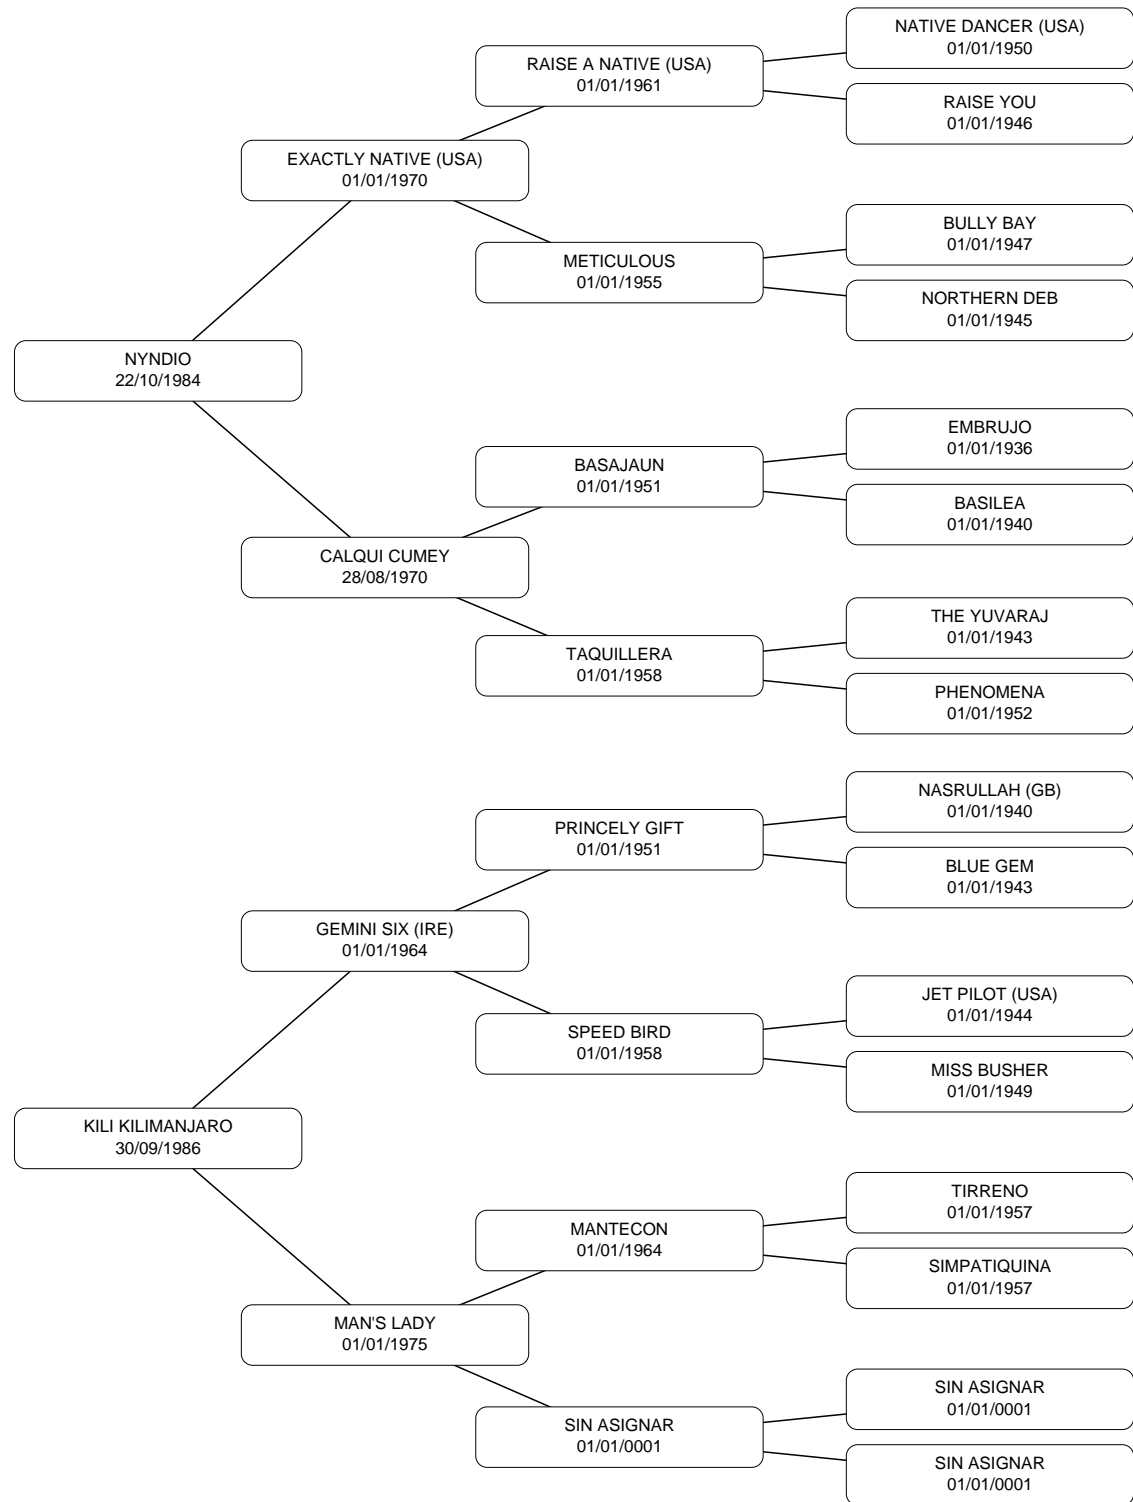 NATIVE DANCER (USA)
01/01/1950
RAISE A NATIVE (USA)
01/01/1961
RAISE YOU
01/01/1946
EXACTLY NATIVE (USA)
01/01/1970
BULLY BAY
01/01/1947
METICULOUS
01/01/1955
NORTHERN DEB
01/01/1945
NYNDIO
22/10/1984
EMBRUJO
01/01/1936
BASAJAUN
01/01/1951
BASILEA
01/01/1940
CALQUI CUMEY
28/08/1970
THE YUVARAJ
01/01/1943
TAQUILLERA
01/01/1958
PHENOMENA
01/01/1952
NASRULLAH (GB)
01/01/1940
PRINCELY GIFT
01/01/1951
BLUE GEM
01/01/1943
GEMINI SIX (IRE)
01/01/1964
JET PILOT (USA)
01/01/1944
SPEED BIRD
01/01/1958
MISS BUSHER
01/01/1949
KILI KILIMANJARO
30/09/1986
TIRRENO
01/01/1957
MANTECON
01/01/1964
SIMPATIQUINA
01/01/1957
MAN'S LADY
01/01/1975
SIN ASIGNAR
01/01/0001
SIN ASIGNAR
01/01/0001
SIN ASIGNAR
01/01/0001